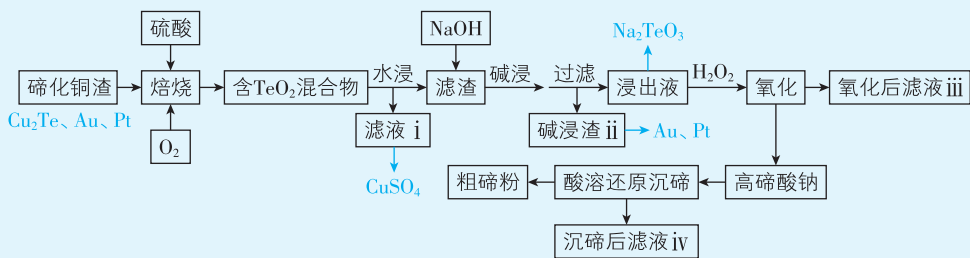 硫酸
NaOH
Na₂TeO₃
碲化铜渣
焙烧
含TeO₂混合物
水浸
滤渣
碱浸
过滤
浸出液
H₂O₂
氧化
氧化后滤液ⅲ
Cu₂Te、Au、Pt
O₂
滤液ⅰ
碱浸渣ⅱ
Au、Pt
CuSO₄
粗碲粉
酸溶还原沉碲
高碲酸钠
沉碲后滤液ⅳ